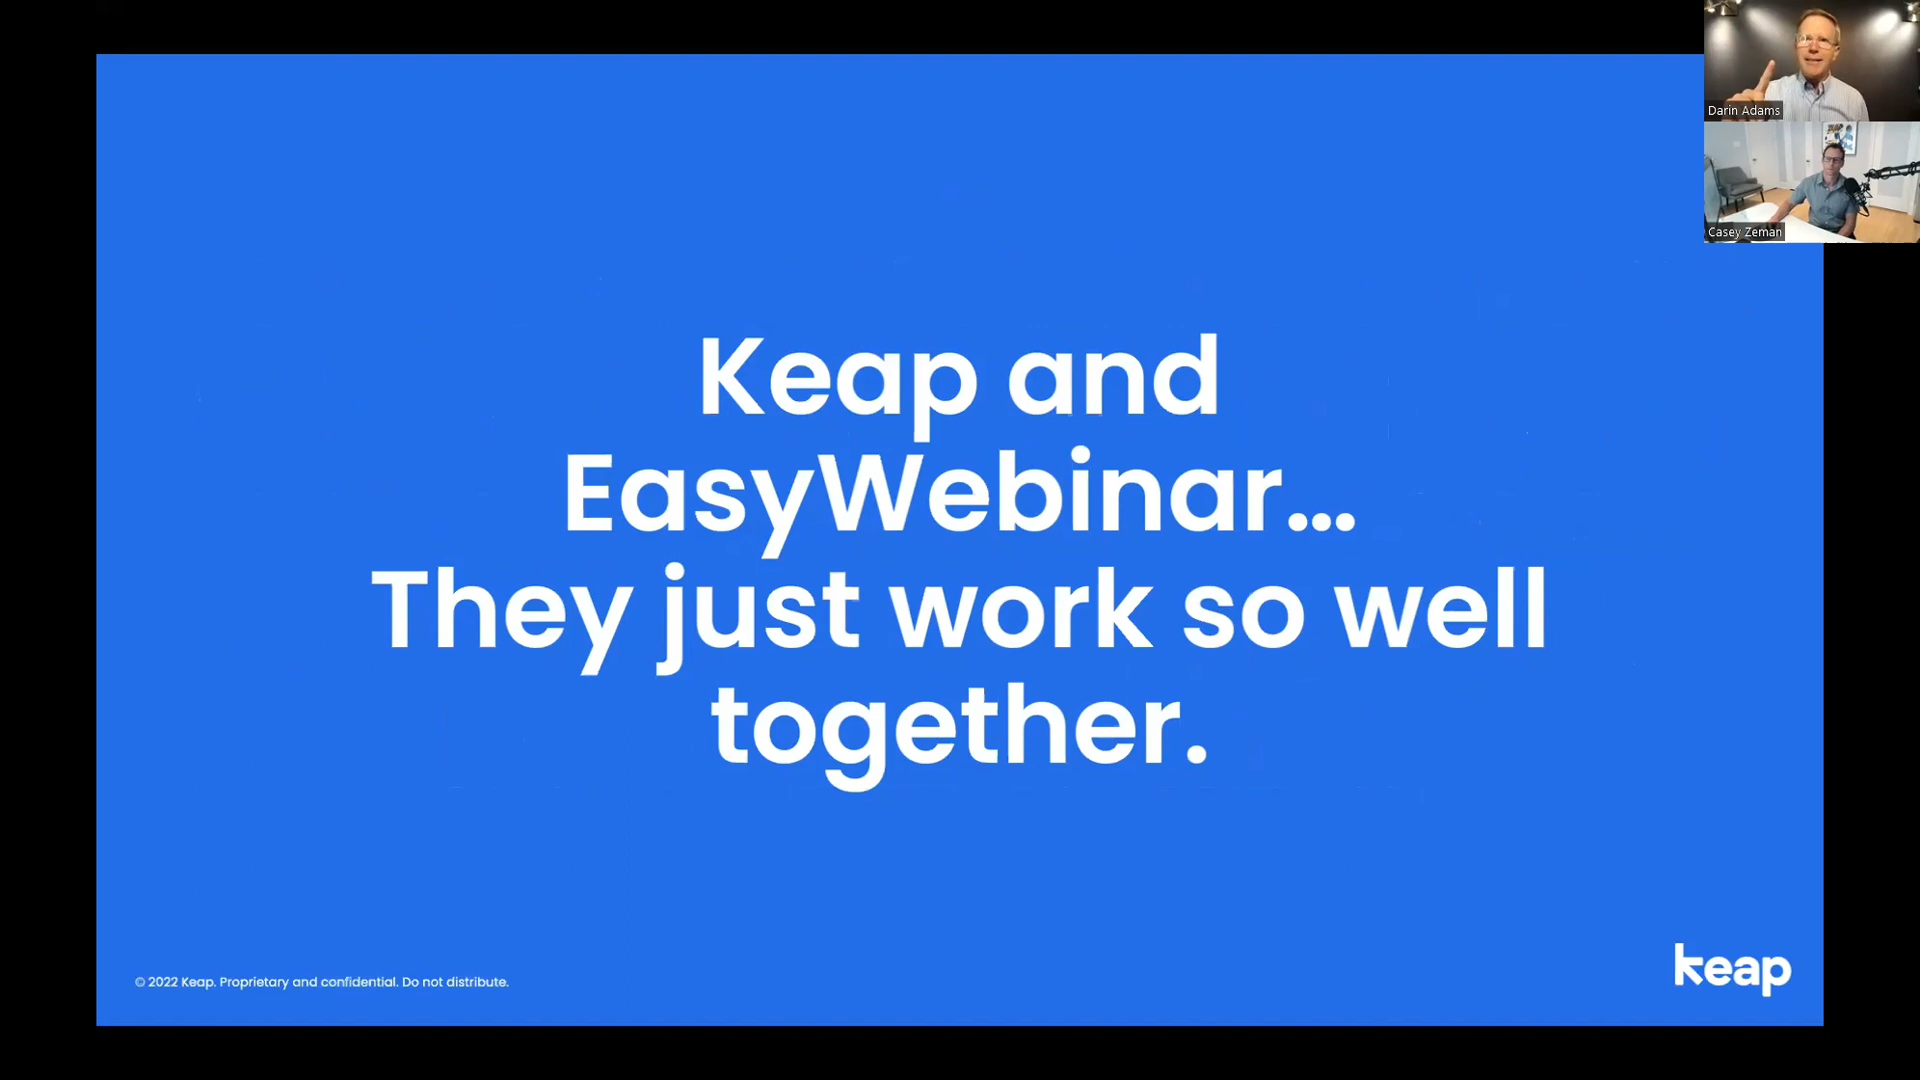 Darin Adams
Casey Zeman
Keap and
EasyWebinar...
They just work so well
together.
© 2022 Keap. Proprietary and confidential. Do not distribute.
keap